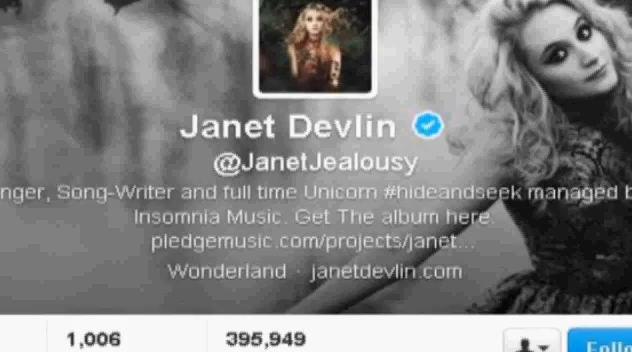 Janet Devlin
@JanetJealousy
nger, Song-Writer and full time Unicorn #hideandseek managed b
Insomnia Music. Get The album here.
pledgemusic.com/projects/janet...
Wonderland · janetdevlin.com
1,006 395,949
Follo